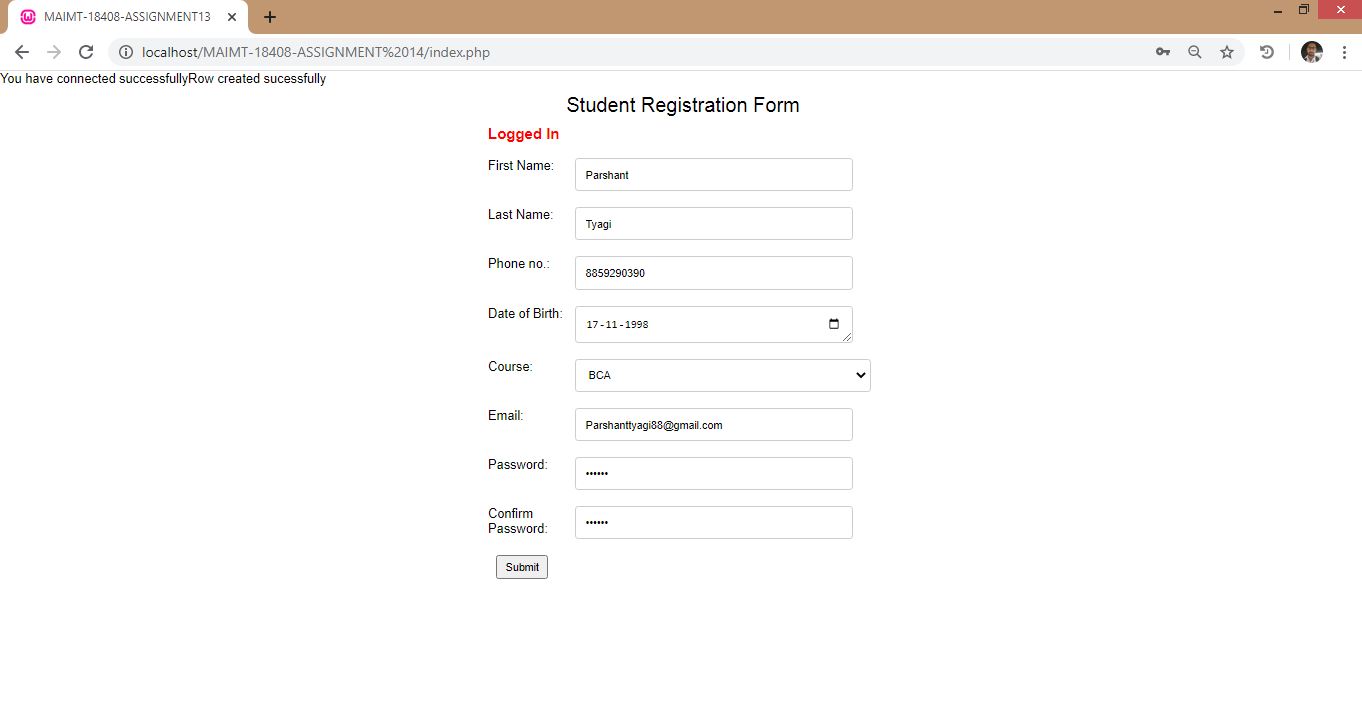 MAIMT-18408-ASSIGNMENT13
localhost/MAIMT-18408-ASSIGNMENT%2014/index.php
You have connected successfullyRow created sucessfully
Student Registration Form
Logged In
First Name: Parshant
Last Name: Tyagi
Phone no.: 8859290390
Date of Birth: 17-11-1998
Course: BCA
Email: Parshanttyagi88@gmail.com
Password: ••••••
Confirm
Password: ••••••
Submit